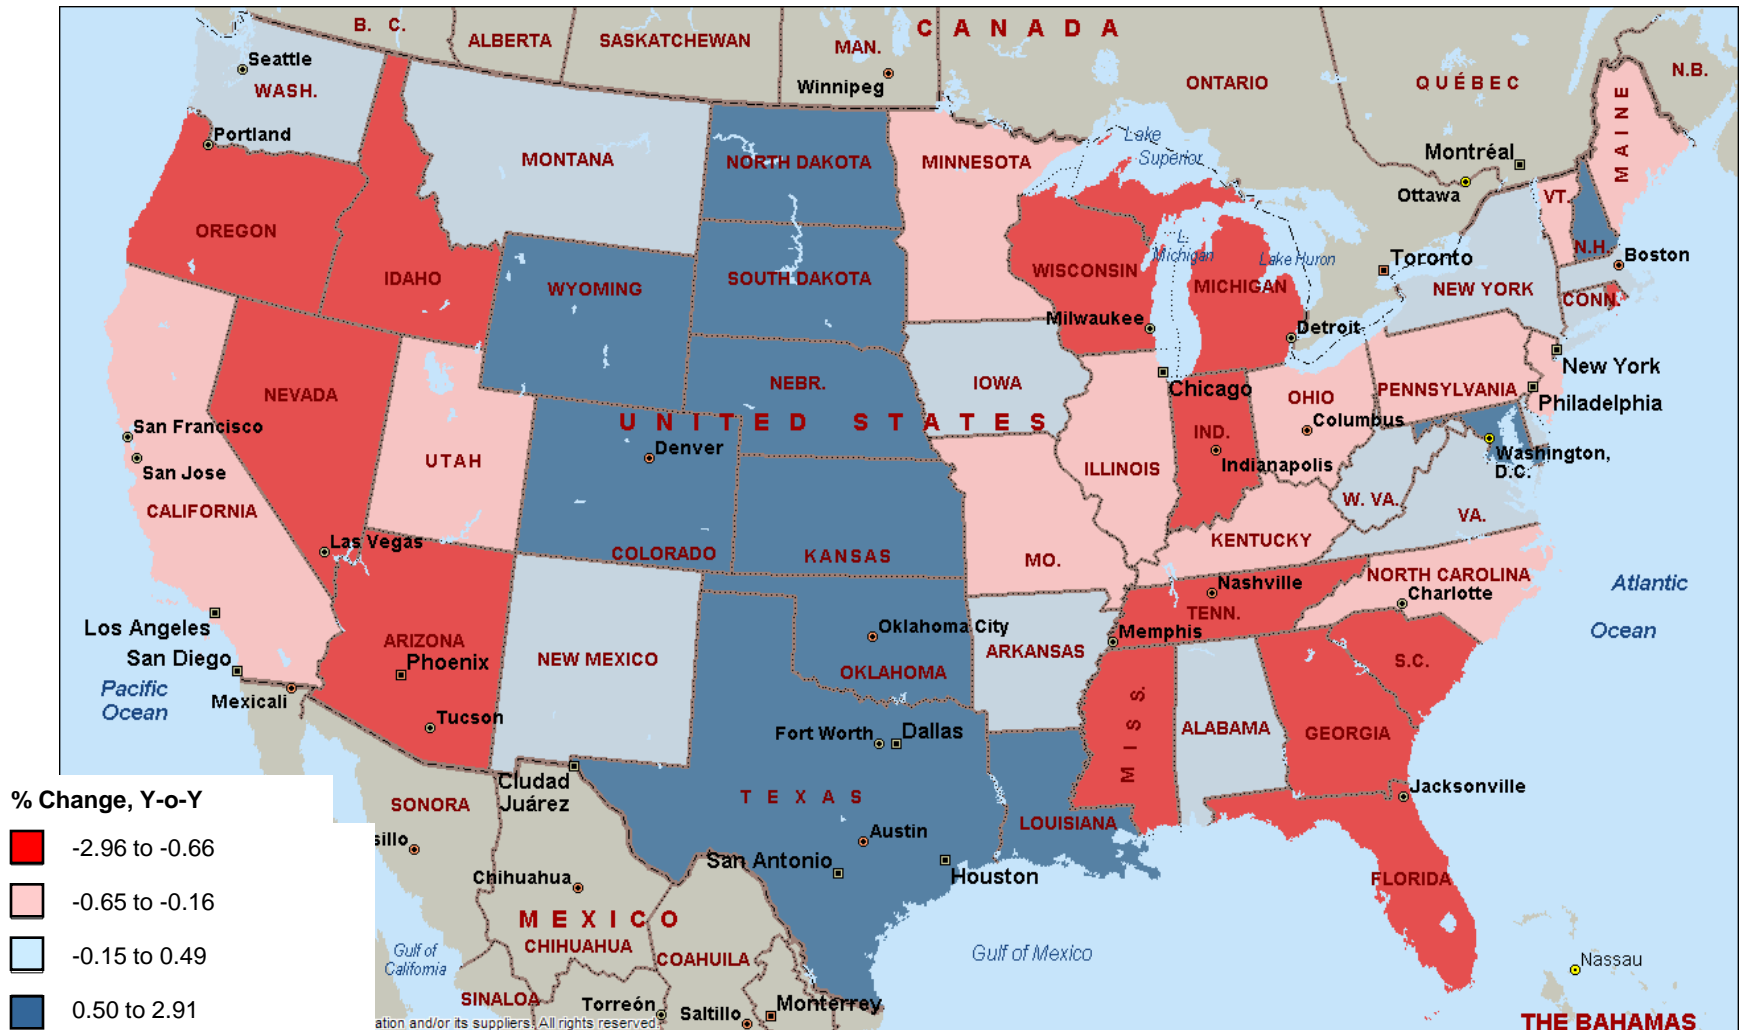 B. C.
ALBERTA
SASKATCHEWAN
MAN.
CANADA
ONTARIO
QUÉBEC
N.B.
Seattle
WASH.
Winnipeg
Portland
MONTANA
NORTH DAKOTA
MINNESOTA
Lake
Superior
Montréal
Ottawa
MAINE
VT.
N.H.
OREGON
IDAHO
WYOMING
SOUTH DAKOTA
WISCONSIN
L.
Michigan
Lake Huron
MICHIGAN
Toronto
NEW YORK
Boston
CONN.
Milwaukee
Detroit
NEVADA
NEBR.
IOWA
Chicago
OHIO
PENNSYLVANIA
New York
Philadelphia
UNITED STATES
San Francisco
San Jose
UTAH
Denver
ILLINOIS
IND.
Indianapolis
Columbus
Washington,
D.C.
W. VA.
VA.
CALIFORNIA
Las Vegas
COLORADO
KANSAS
MO.
KENTUCKY
Nashville
TENN.
NORTH CAROLINA
Charlotte
Atlantic
Ocean
Los Angeles
San Diego
Mexicali
Pacific
Ocean
ARIZONA
Phoenix
Tucson
NEW MEXICO
Oklahoma City
OKLAHOMA
ARKANSAS
Memphis
MISS.
ALABAMA
GEORGIA
S.C.
Fort Worth
Dallas
Ciudad
Juárez
TEXAS
Austin
San Antonio
Houston
LOUISIANA
Jacksonville
FLORIDA
SONORA
sillo
Chihuahua
MEXICO
CHIHUAHUA
COAHUILA
Gulf of
California
SINALOA
Torreón
Saltillo
Monterrey
Gulf of Mexico
Nassau
THE BAHAMAS
% Change, Y-o-Y
-2.96 to -0.66
-0.65 to -0.16
-0.15 to 0.49
0.50 to 2.91
ation and/or its suppliers. All rights reserved.